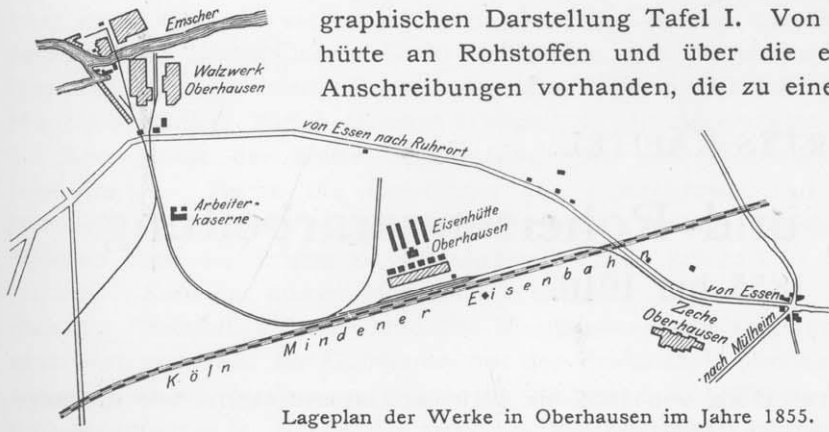 graphischen Darstellung Tafel I. Von
hütte an Rohstoffen und über die e
Anschreibungen vorhanden, die zu eine
Emscher
Walzwerk
Oberhausen
von Essen nach Ruhrort
Arbeiter-
kaserne
Eisenhütte
Oberhausen
Köln Mindener Eisenbahn
von Essen
Zeche
Oberhausen
nach Mülheim
Lageplan der Werke in Oberhausen im Jahre 1855.